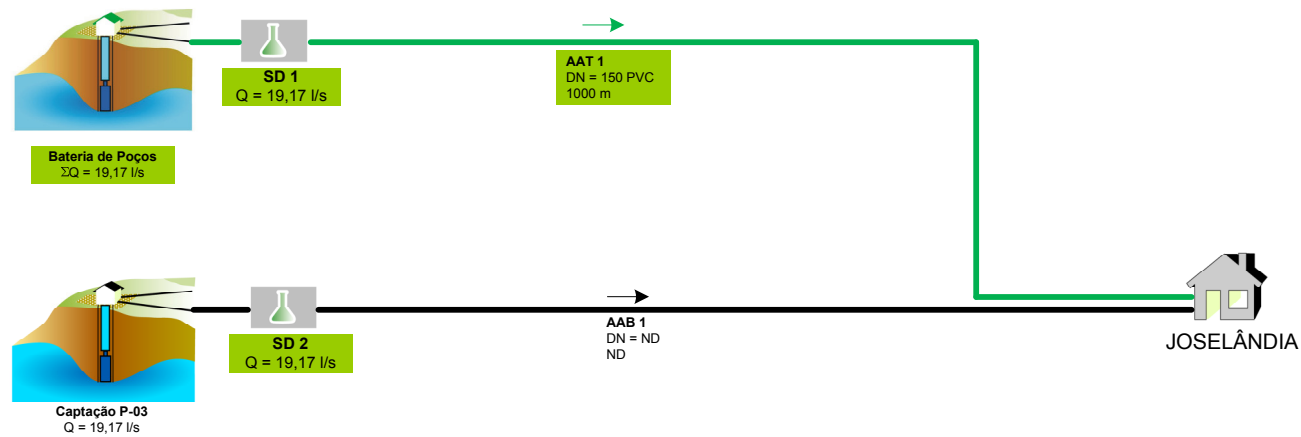 SD 1
Q = 19,17 l/s
AAT 1
DN = 150 PVC
1000 m
Bateria de Poços
ΣQ = 19,17 l/s
AAB 1
DN = ND
ND
SD 2
Q = 19,17 l/s
JOSELÂNDIA
Captação P-03
Q = 19,17 l/s